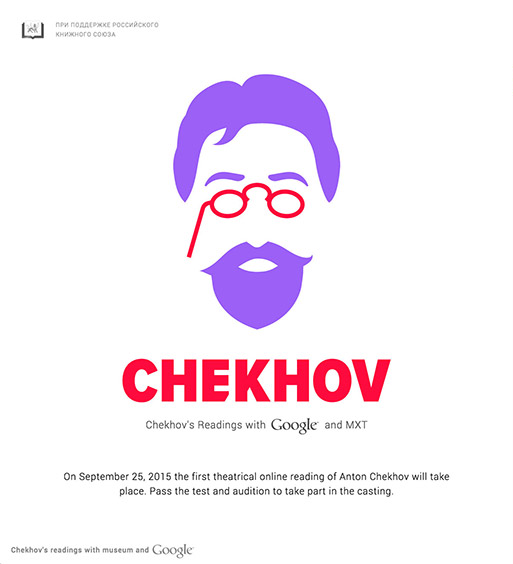 ПРИ ПОДДЕРЖКЕ РОССИЙСКОГО
КНИЖНОГО СОЮЗА
CHEKHOV
Chekhov's Readings with Google and MXT
On September 25, 2015 the first theatrical online reading of Anton Chekhov will take
place. Pass the test and audition to take part in the casting.
Chekhov's readings with museum and Google